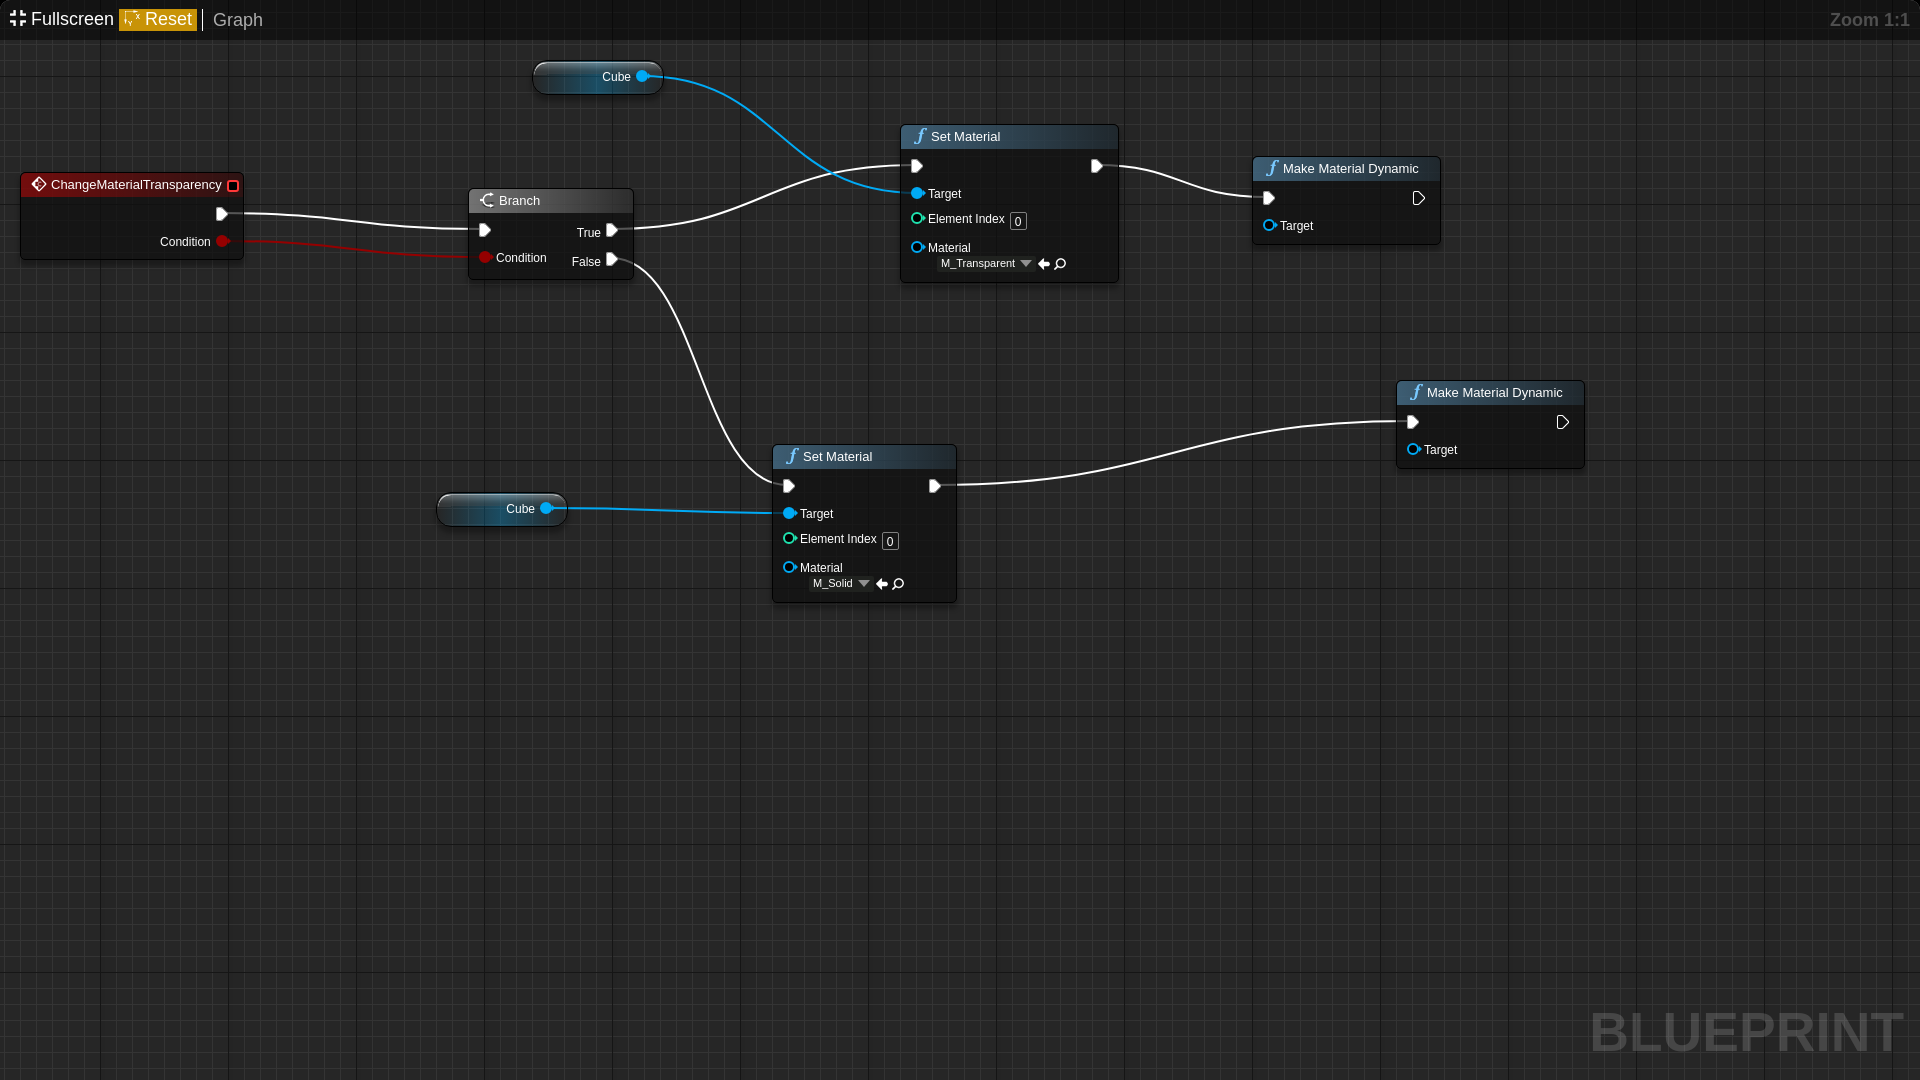 Fullscreen Reset Graph
Zoom 1:1
Cube
ChangeMaterialTransparency
Condition
Branch
True
Condition
False
Set Material
Target
Element Index 0
Material
M_Transparent
Make Material Dynamic
Target
Make Material Dynamic
Target
Cube
Set Material
Target
Element Index 0
Material
M_Solid
BLUEPRINT